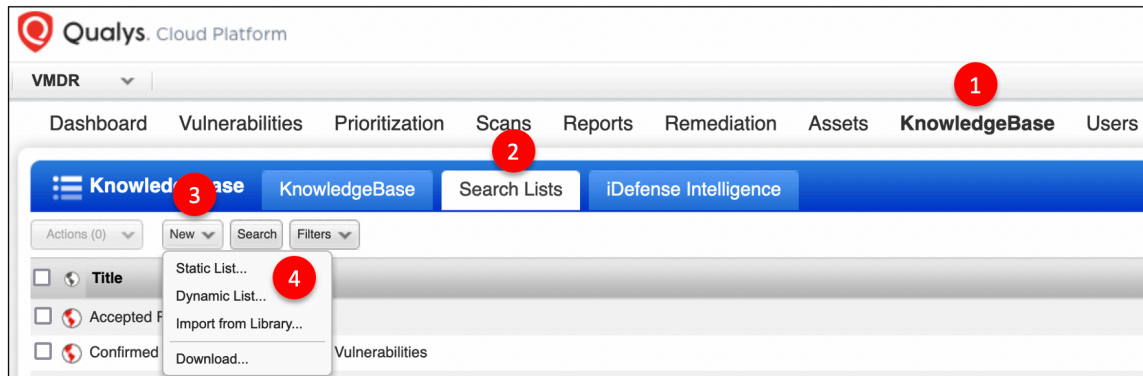 Qualys. Cloud Platform
VMDR
1
Dashboard Vulnerabilities Prioritization Scans Reports Remediation Assets KnowledgeBase Users
2
KnowledgeBase KnowledgeBase Search Lists iDefense Intelligence
3
Actions (0) New Search Filters
Static List...
4
Title
Dynamic List...
Accepted
Import from Library...
Confirmed Vulnerabilities
Download...